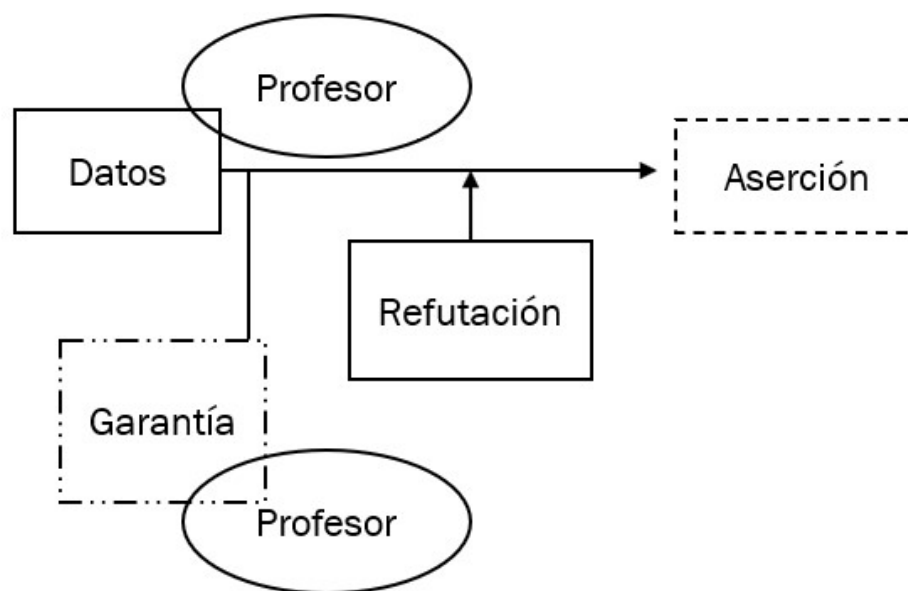 Profesor
Datos
Aserción
Refutación
Garantía
Profesor